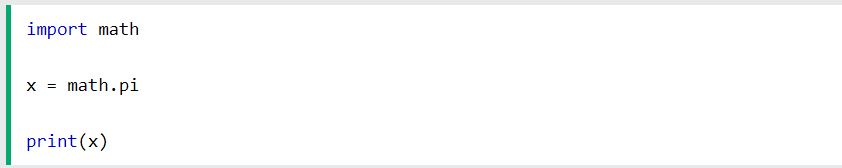 import math
x = math.pi
print(x)